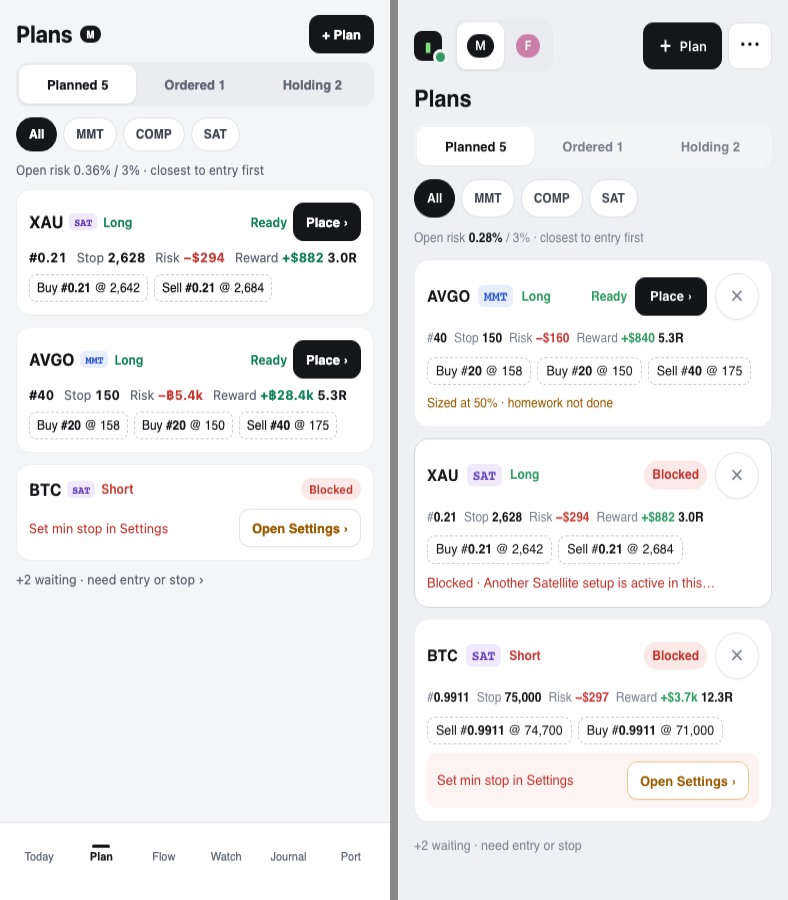 Plans M
+ Plan
Planned 5 Ordered 1 Holding 2
All MMT COMP SAT
Open risk 0.36% / 3% · closest to entry first
XAU SAT Long Ready Place ›
#0.21 Stop 2,628 Risk −$294 Reward +$882 3.0R
Buy #0.21 @ 2,642 Sell #0.21 @ 2,684
AVGO MMT Long Ready Place ›
#40 Stop 150 Risk −฿5.4k Reward +฿28.4k 5.3R
Buy #20 @ 158 Buy #20 @ 150 Sell #40 @ 175
BTC SAT Short Blocked
Set min stop in Settings Open Settings ›
+2 waiting · need entry or stop ›
Today Plan Flow Watch Journal Port
M F + Plan ···
Plans
Planned 5 Ordered 1 Holding 2
All MMT COMP SAT
Open risk 0.28% / 3% · closest to entry first
AVGO MMT Long Ready Place › ×
#40 Stop 150 Risk −$160 Reward +$840 5.3R
Buy #20 @ 158 Buy #20 @ 150 Sell #40 @ 175
Sized at 50% · homework not done
XAU SAT Long Blocked ×
#0.21 Stop 2,628 Risk −$294 Reward +$882 3.0R
Buy #0.21 @ 2,642 Sell #0.21 @ 2,684
Blocked · Another Satellite setup is active in this…
BTC SAT Short Blocked ×
#0.9911 Stop 75,000 Risk −$297 Reward +$3.7k 12.3R
Sell #0.9911 @ 74,700 Buy #0.9911 @ 71,000
Set min stop in Settings Open Settings ›
+2 waiting · need entry or stop